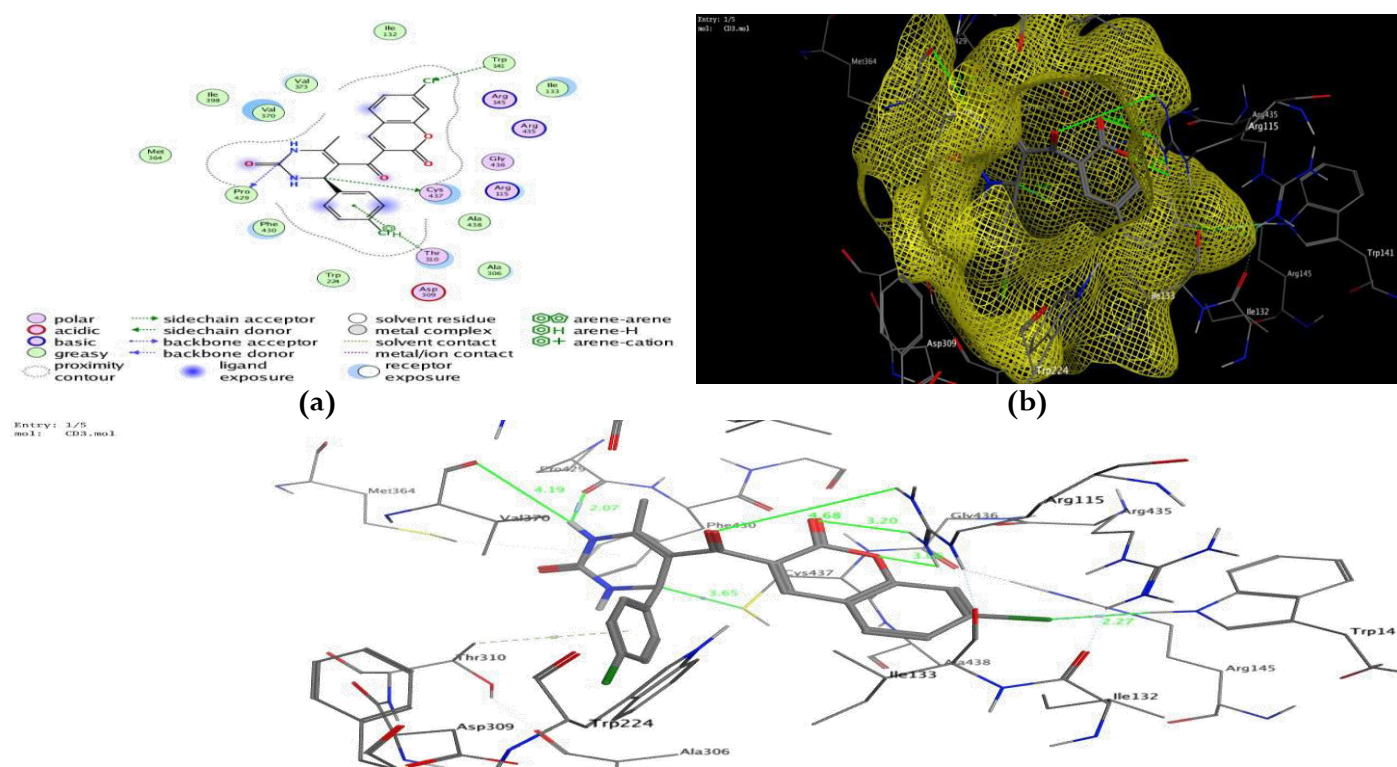 Ile 132
Trp 141
Val 373
Ile 133
Ile 398
Arg 145
Val 370
Arg 435
Met 364
Gly 436
Cys 437
Arg 115
Pro 429
Ala 438
Phe 430
Thr 310
Ala 306
Trp 224
Asp 309
Cl
O
O
O
O
H
N
N
H
Cl
H
polar
acidic
basic
greasy
proximity
contour
sidechain acceptor
sidechain donor
backbone acceptor
backbone donor
ligand
exposure
solvent residue
metal complex
solvent contact
metal/ion contact
receptor
exposure
arene-arene
H arene-H
+ arene-cation
(a)
Entry: 1/5
mol: CD3.mol
Met364
Arg435
Arg115
Trp141
Arg145
Ile133
Ile132
Asp309
Trp224
(b)
Entry: 1/5
mol: CD3.mol
Pro429
Met364
4.19
2.07
Val370
Phe430
4.68
3.20
Gly436
Arg115
Arg435
Cys437
3.65
2.27
Trp14
Thr310
Ala438
Ile133
Arg145
Ile132
Asp309
Trp224
Ala306